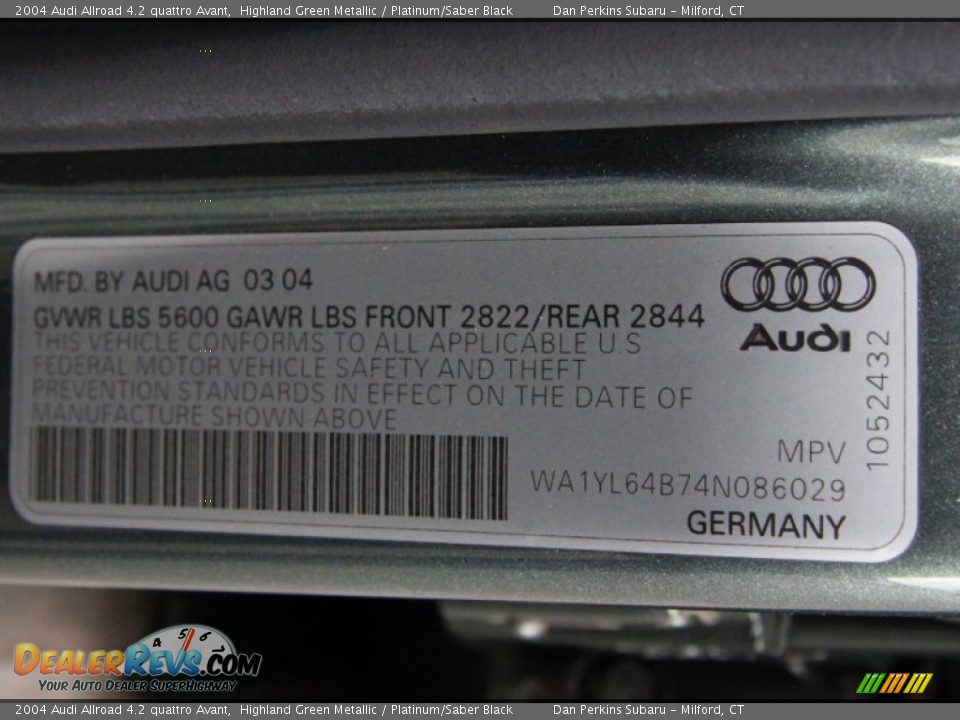 2004 Audi Allroad 4.2 quattro Avant, Highland Green Metallic / Platinum/Saber Black Dan Perkins Subaru - Milford, CT
MFD. BY AUDI AG 03 04
GVWR LBS 5600 GAWR LBS FRONT 2822/REAR 2844
THIS VEHICLE CONFORMS TO ALL APPLICABLE U.S
FEDERAL MOTOR VEHICLE SAFETY AND THEFT
PREVENTION STANDARDS IN EFFECT ON THE DATE OF
MANUFACTURE SHOWN ABOVE
Audi
1052432
MPV
WA1YL64B74N086029
GERMANY
4 5 6
DEALERREVS.COM
YOUR AUTO DEALER SUPERHIGHWAY
2004 Audi Allroad 4.2 quattro Avant, Highland Green Metallic / Platinum/Saber Black Dan Perkins Subaru - Milford, CT